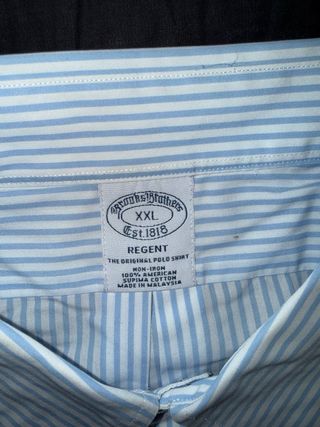 Brooks Brothers
XXL
Est. 1818
REGENT
THE ORIGINAL POLO SHIRT
NON-IRON
100% AMERICAN
SUPIMA COTTON
MADE IN MALAYSIA